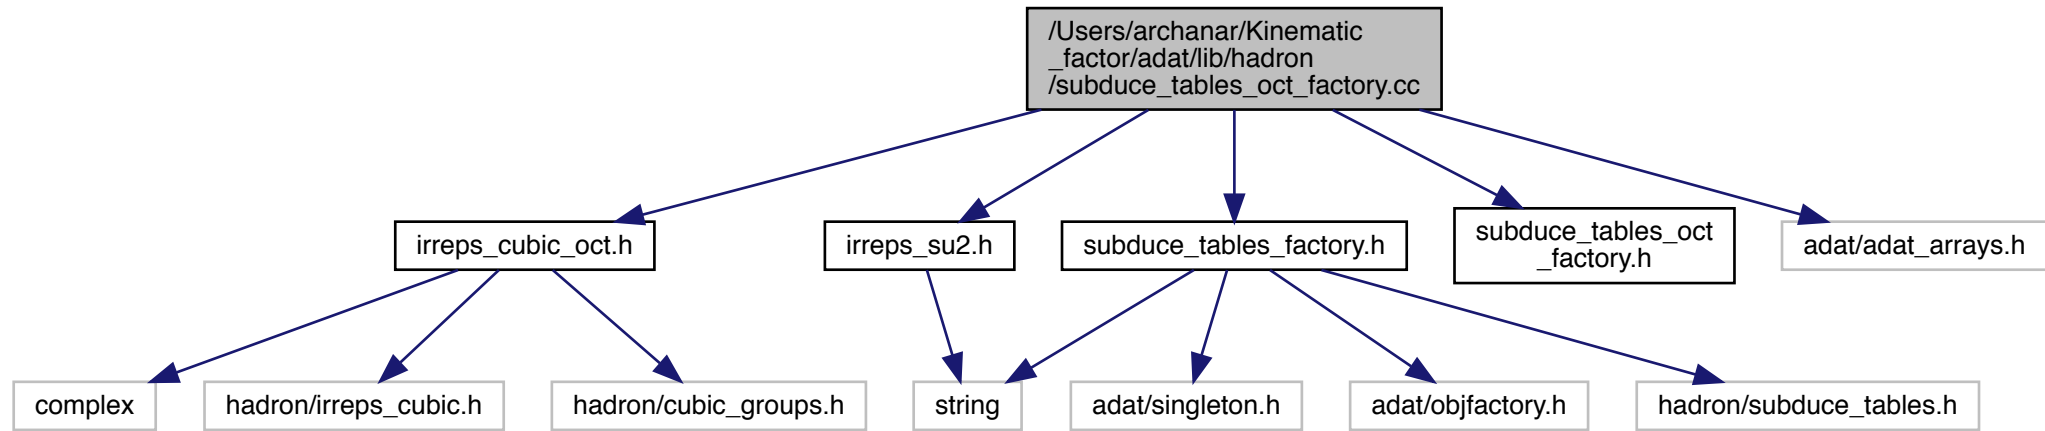 /Users/archanar/Kinematic
_factor/adat/lib/hadron
/subduce_tables_oct_factory.cc
irreps_cubic_oct.h
irreps_su2.h
subduce_tables_factory.h
subduce_tables_oct
_factory.h
adat/adat_arrays.h
complex
hadron/irreps_cubic.h
hadron/cubic_groups.h
string
adat/singleton.h
adat/objfactory.h
hadron/subduce_tables.h